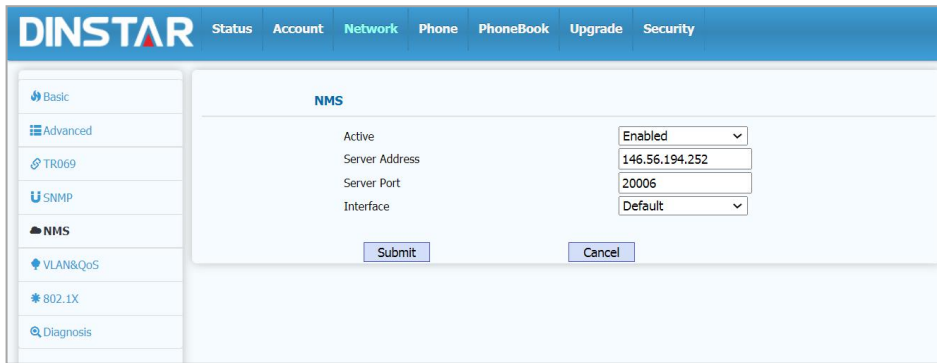 DINSTAR Status Account Network Phone PhoneBook Upgrade Security
Basic
Advanced
TR069
SNMP
NMS
VLAN&QoS
802.1X
Diagnosis
NMS
Active Enabled
Server Address 146.56.194.252
Server Port 20006
Interface Default
Submit Cancel